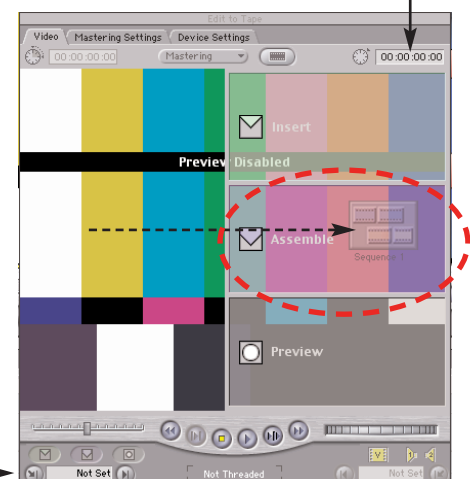 Edit to Tape
Video Mastering Settings Device Settings
00:00:00:00 Mastering 00:00:00:00
Insert
Preview Disabled
Assemble
Sequence 1
Preview
Not Set Not Threaded Not Set